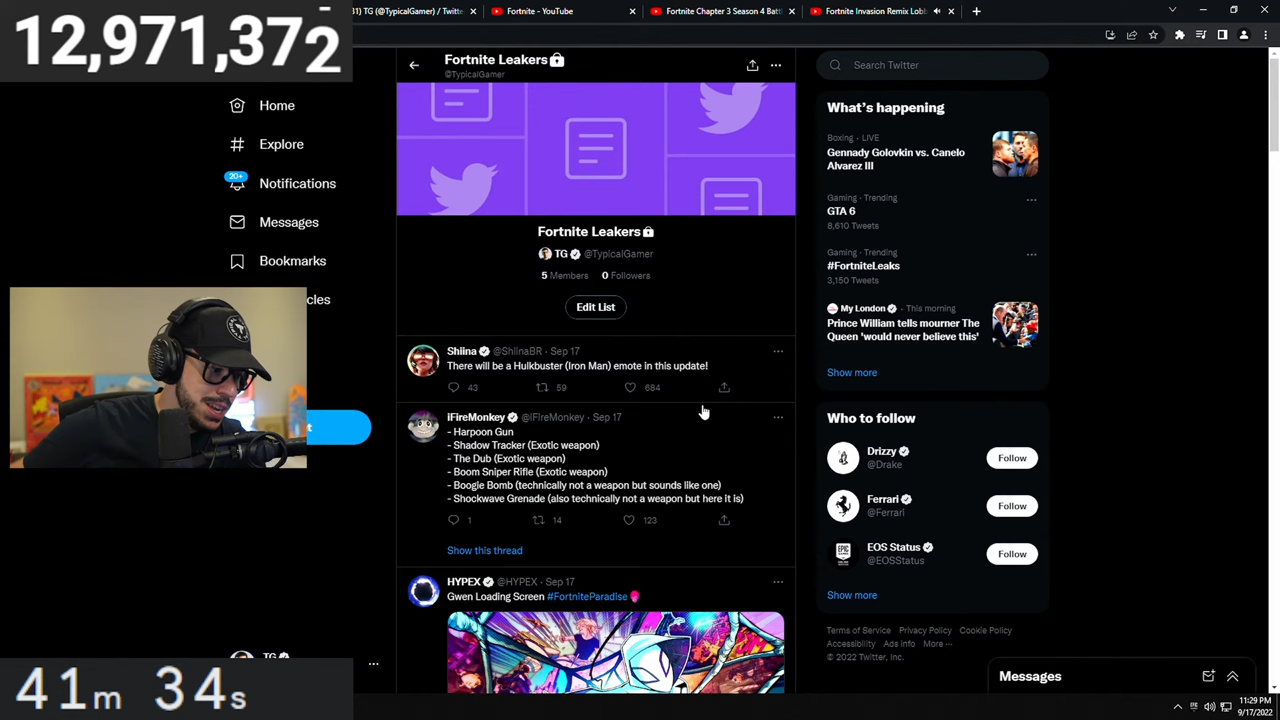 12,971,372
31) TG (@TypicalGamer) / Twitte
Fortnite - YouTube
Fortnite Chapter 3 Season 4 Battl
Fortnite Invasion Remix Lobb
Fortnite Leakers
@TypicalGamer
Search Twitter
Home
Explore
20+
Notifications
Messages
Bookmarks
cles
t
TG
Fortnite Leakers
TG @TypicalGamer
5 Members 0 Followers
Edit List
Shiina @ShiinaBR · Sep 17
There will be a Hulkbuster (Iron Man) emote in this update!
43 59 684
iFireMonkey @iFireMonkey · Sep 17
- Harpoon Gun
- Shadow Tracker (Exotic weapon)
- The Dub (Exotic weapon)
- Boom Sniper Rifle (Exotic weapon)
- Boogie Bomb (technically not a weapon but sounds like one)
- Shockwave Grenade (also technically not a weapon but here it is)
1 14 123
Show this thread
HYPEX @HYPEX · Sep 17
Gwen Loading Screen #FortniteParadise
What's happening
Boxing · LIVE
Gennady Golovkin vs. Canelo
Alvarez III
Gaming · Trending
GTA 6
8,610 Tweets
Gaming · Trending
#FortniteLeaks
3,150 Tweets
My London · This morning
Prince William tells mourner The
Queen 'would never believe this'
Show more
Who to follow
Drizzy
@Drake
Follow
Ferrari
@Ferrari
Follow
EPIC
GAMES
EOS Status
@EOSStatus
Follow
Show more
Terms of Service Privacy Policy Cookie Policy
Accessibility Ads info More ···
© 2022 Twitter, Inc.
Messages
41m 34s
11:29 PM
9/17/2022